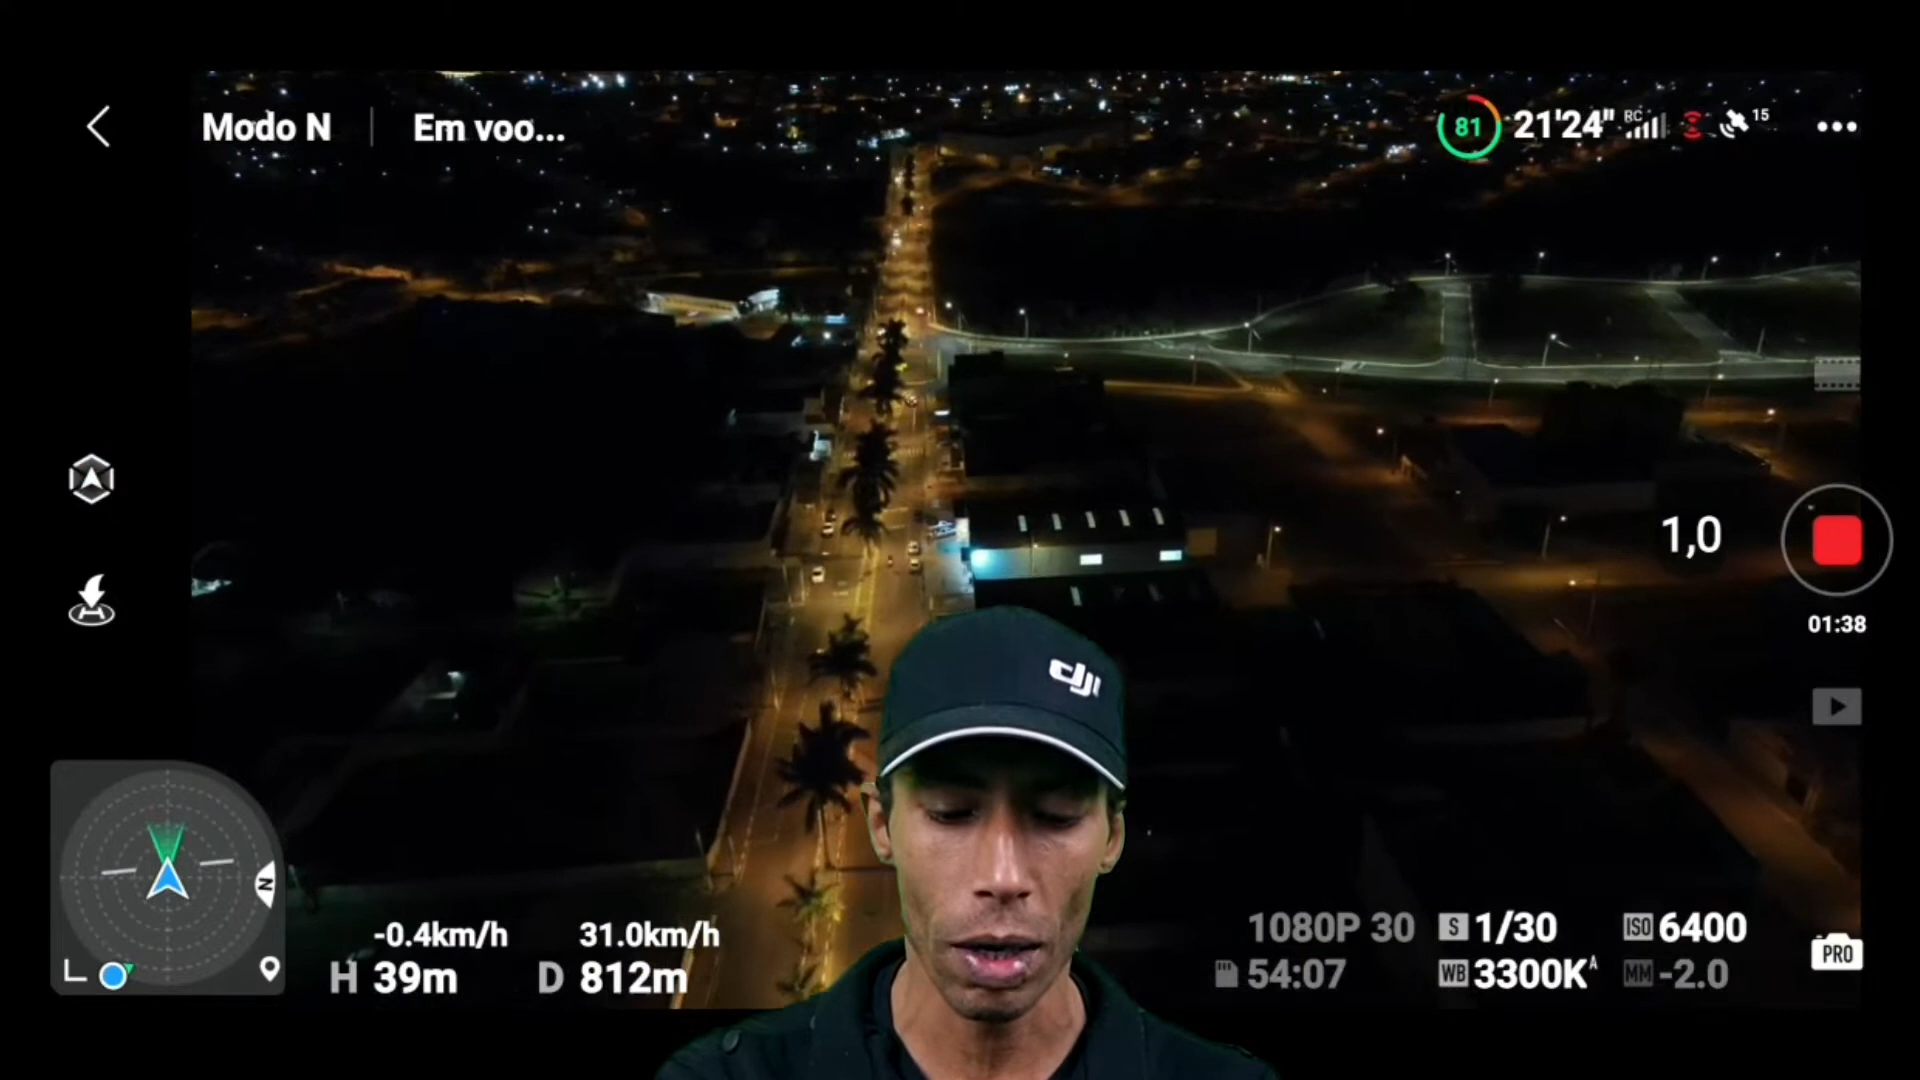 Modo N
Em voo...
81
21'24"
RC
15
1,0
01:38
dji
N
-0.4km/h
31.0km/h
H 39m
D 812m
1080P 30
S 1/30
ISO 6400
54:07
WB 3300K A
MM -2.0
PRO